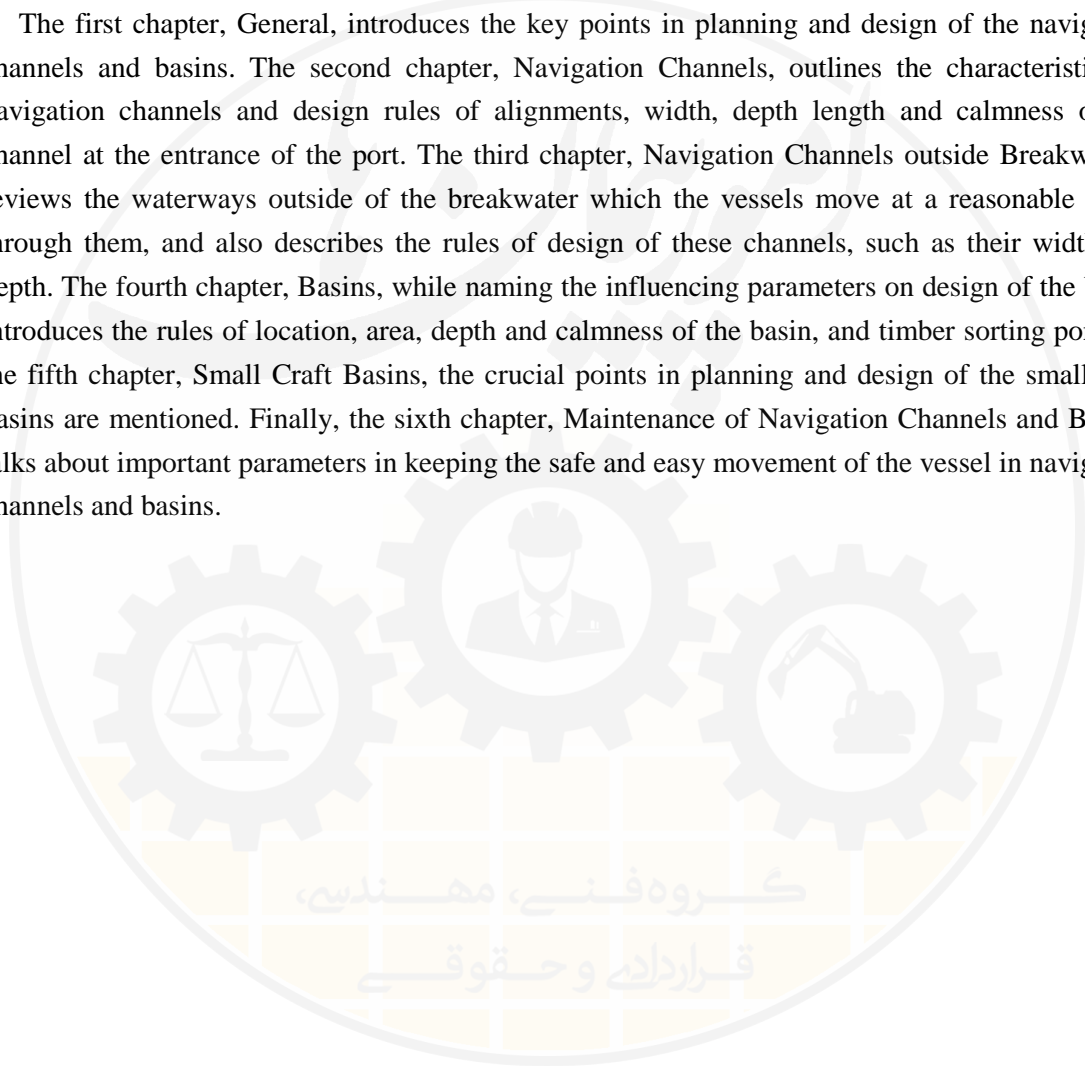 The first chapter, General, introduces the key points in planning and design of the navig
hannels and basins. The second chapter, Navigation Channels, outlines the characteristi
avigation channels and design rules of alignments, width, depth length and calmness o
hannel at the entrance of the port. The third chapter, Navigation Channels outside Breakw
eviews the waterways outside of the breakwater which the vessels move at a reasonable
hrough them, and also describes the rules of design of these channels, such as their widt
epth. The fourth chapter, Basins, while naming the influencing parameters on design of the
ntroduces the rules of location, area, depth and calmness of the basin, and timber sorting po
he fifth chapter, Small Craft Basins, the crucial points in planning and design of the small
asins are mentioned. Finally, the sixth chapter, Maintenance of Navigation Channels and B
alks about important parameters in keeping the safe and easy movement of the vessel in navig
hannels and basins.
گروه فنی، مهندسی،
قراردادی و حقوقی